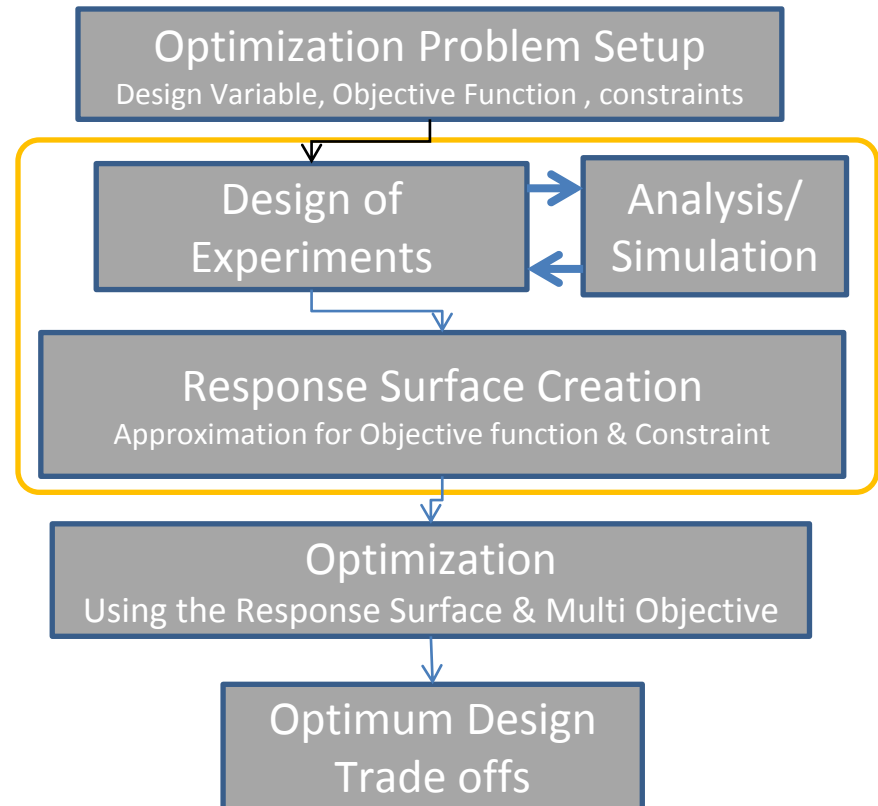 Optimization Problem Setup
Design Variable, Objective Function , constraints
Design of
Experiments
Analysis/
Simulation
Response Surface Creation
Approximation for Objective function & Constraint
Optimization
Using the Response Surface & Multi Objective
Optimum Design
Trade offs